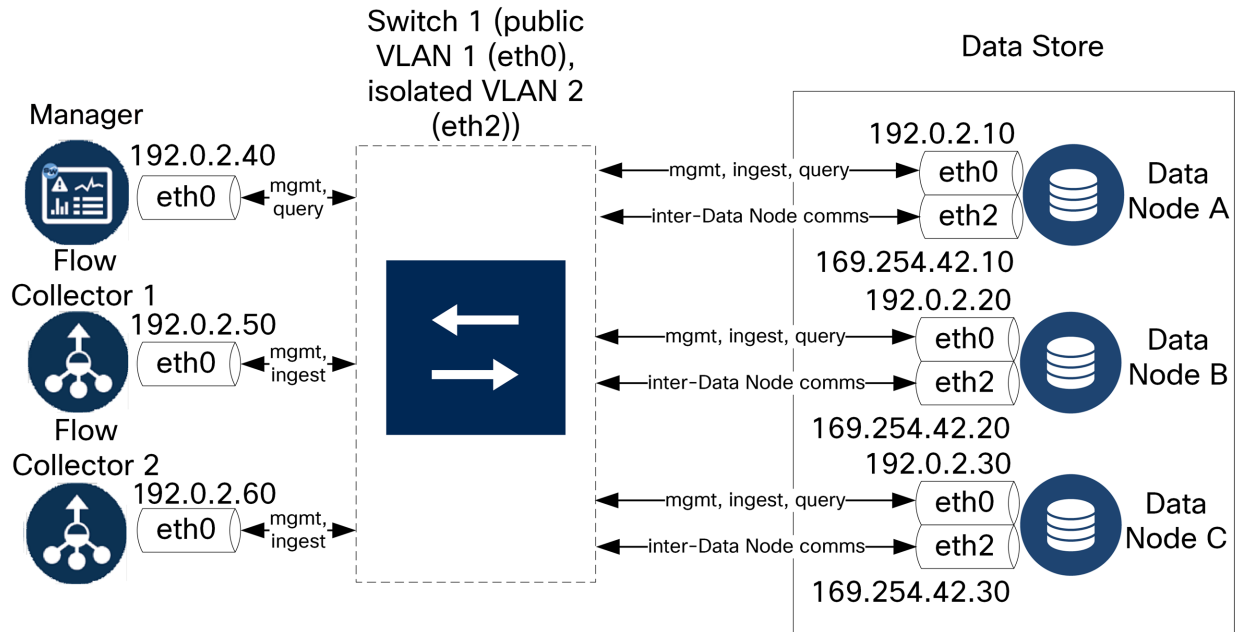 Switch 1 (public
VLAN 1 (eth0),
isolated VLAN 2
(eth2))
Data Store
Manager
192.0.2.40
eth0
mgmt,
query
Flow
Collector 1
192.0.2.50
eth0
mgmt,
ingest
Flow
Collector 2
192.0.2.60
eth0
mgmt,
ingest
192.0.2.10
mgmt, ingest, query
eth0
inter-Data Node comms
eth2
Data
Node A
169.254.42.10
192.0.2.20
mgmt, ingest, query
eth0
inter-Data Node comms
eth2
Data
Node B
169.254.42.20
192.0.2.30
mgmt, ingest, query
eth0
inter-Data Node comms
eth2
Data
Node C
169.254.42.30